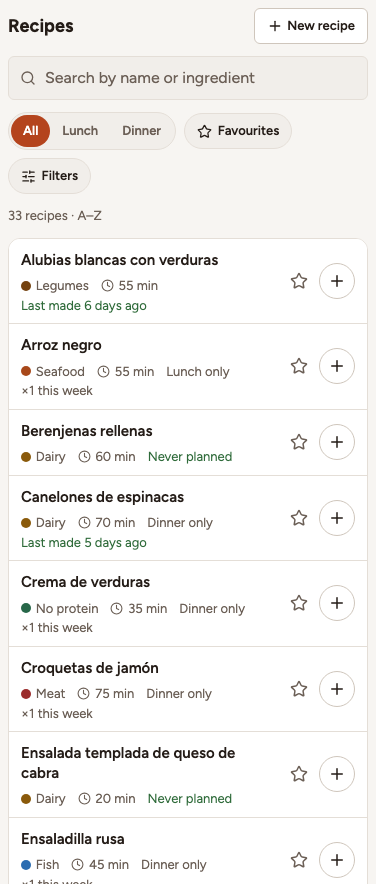 Recipes
+ New recipe
Search by name or ingredient
All Lunch Dinner Favourites
Filters
33 recipes · A–Z
Alubias blancas con verduras
Legumes 55 min
Last made 6 days ago
Arroz negro
Seafood 55 min Lunch only
×1 this week
Berenjenas rellenas
Dairy 60 min Never planned
Canelones de espinacas
Dairy 70 min Dinner only
Last made 5 days ago
Crema de verduras
No protein 35 min Dinner only
×1 this week
Croquetas de jamón
Meat 75 min Dinner only
×1 this week
Ensalada templada de queso de
cabra
Dairy 20 min Never planned
Ensaladilla rusa
Fish 45 min Dinner only
×1 this week